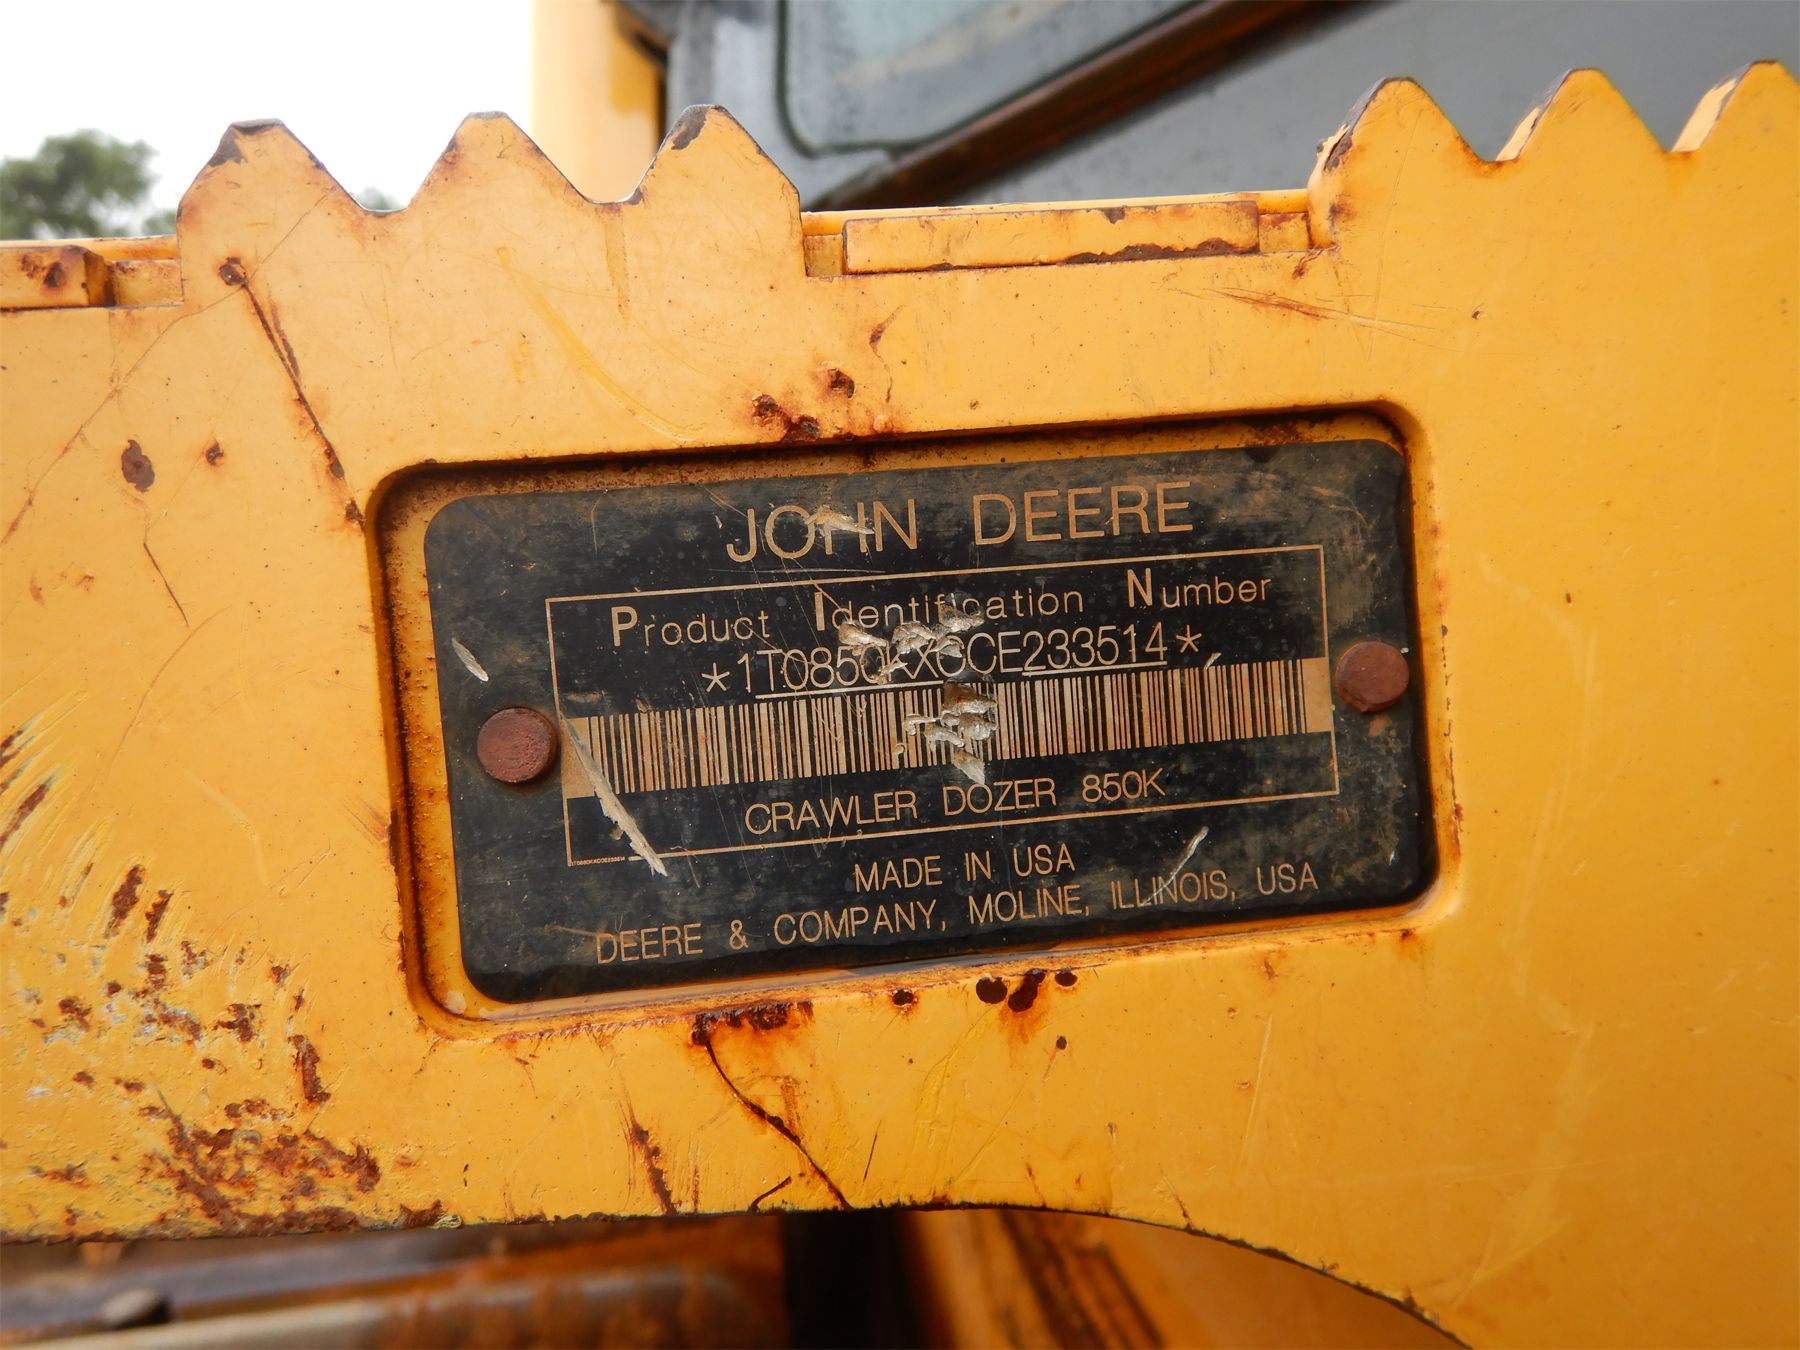 JOHN DEERE
Product Identification Number
*1T0850KXCCE233514*
CRAWLER DOZER 850K
MADE IN USA
DEERE & COMPANY, MOLINE, ILLINOIS, USA